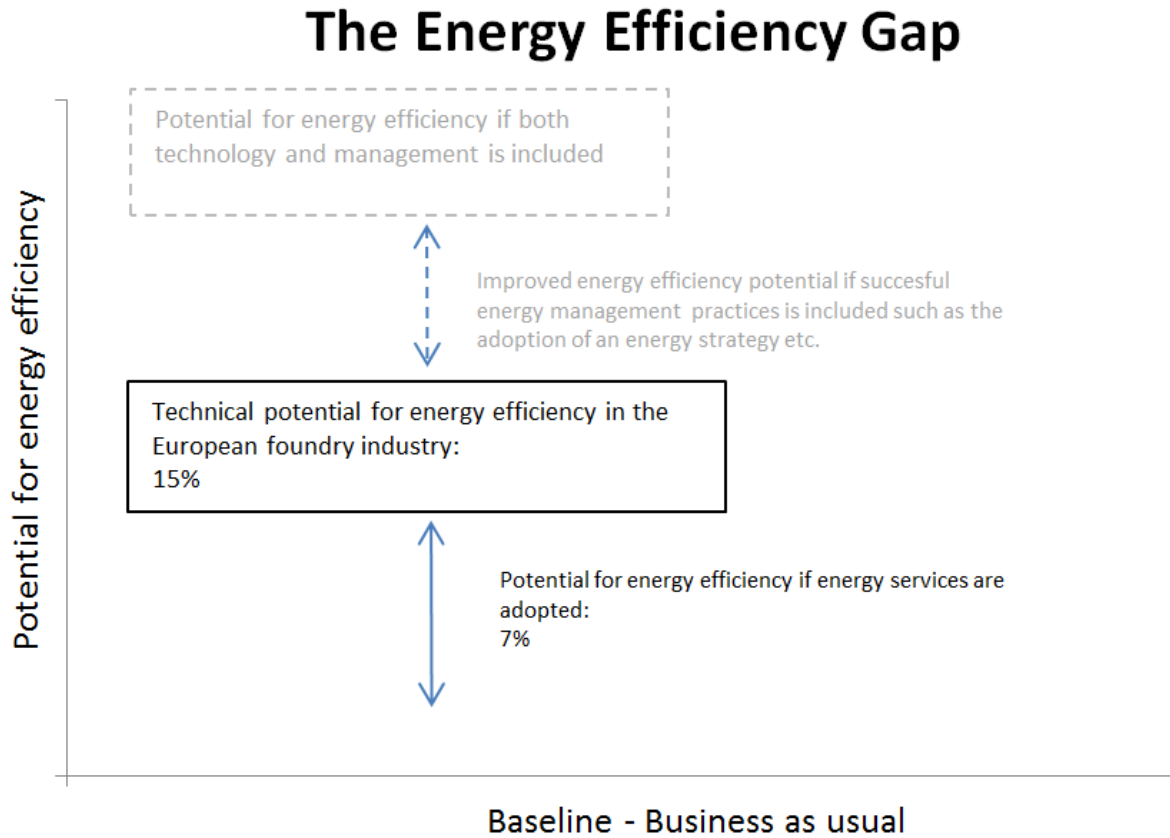 The Energy Efficiency Gap
Potential for energy efficiency if both
technology and management is included
Potential for energy efficiency
Improved energy efficiency potential if succesful
energy management practices is included such as the
adoption of an energy strategy etc.
Technical potential for energy efficiency in the
European foundry industry:
15%
Potential for energy efficiency if energy services are
adopted:
7%
Baseline - Business as usual